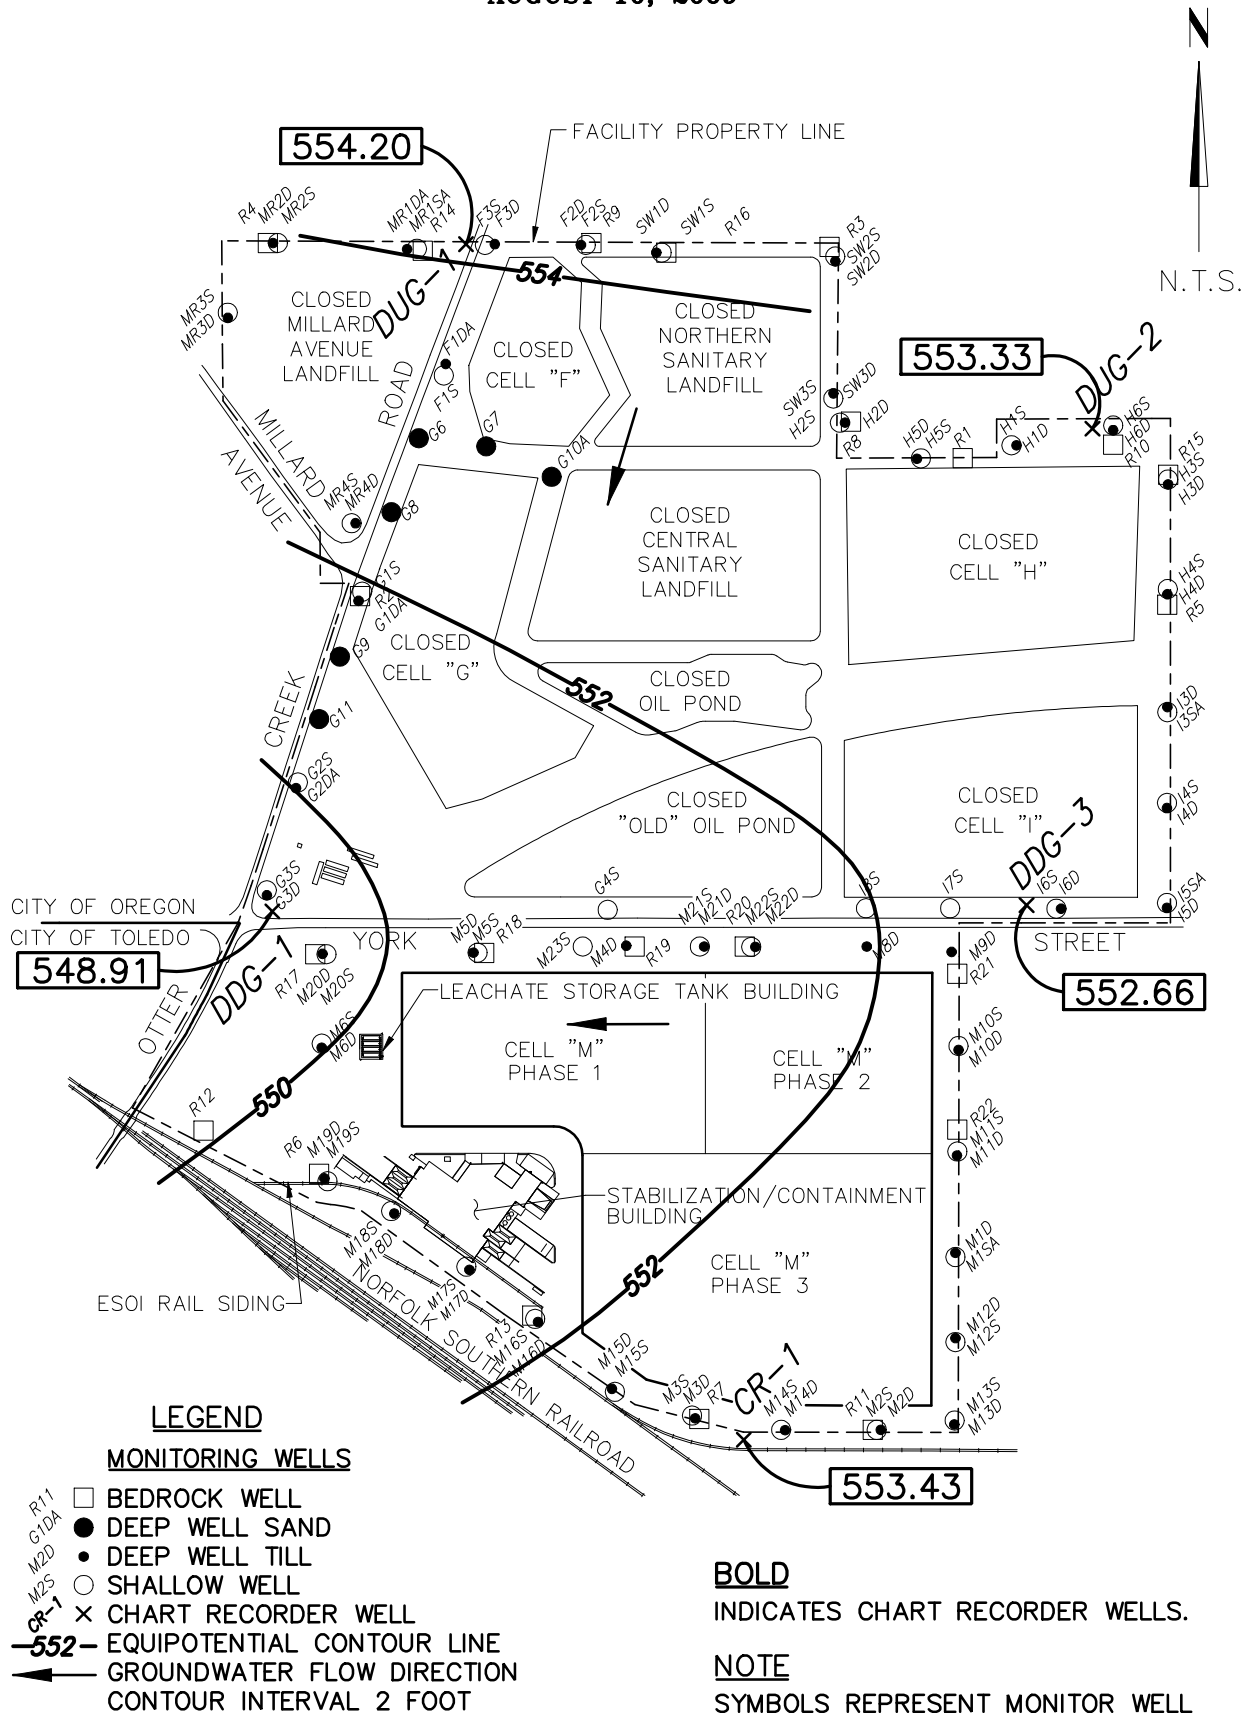 N
N.T.S.
554.20
FACILITY PROPERTY LINE
R4
MR2D
MR2S
MR1DA
MR1SA
R14
F3S
F3D
F2D
F2S
R9
SW1D
SW1S
R16
R3
SW2S
SW2D
DUG-1
554
MR3S
MR3D
CLOSED
MILLARD
AVENUE
LANDFILL
CLOSED
CELL "F"
CLOSED
NORTHERN
SANITARY
LANDFILL
553.33
DUG-2
F1DA
F1S
ROAD
MILLARD
AVENUE
G6
G7
G10A
SW3S
SW3D
H2S
H2D
R8
H5D
H5S
R1
H1S
H1D
H6S
H6D
R10
R15
H3S
H3D
MR4S
MR4D
G8
CLOSED
CENTRAL
SANITARY
LANDFILL
CLOSED
CELL "H"
G1S
R2
G1DA
H4S
H4D
R5
G9
CLOSED
CELL "G"
552
CLOSED
OIL POND
CREEK
G11
I3D
I3SA
G2S
G2DA
CLOSED
"OLD" OIL POND
CLOSED
CELL "I"
DDG-3
I4S
I4D
G3S
G3D
G4S
I8S
I7S
I6S
I6D
I5SA
I5D
CITY OF OREGON
CITY OF TOLEDO
548.91
DDG-1
YORK
STREET
R17
M20D
M20S
M5D
M5S
R18
M23S
M4D
R19
M21S
M21D
R20
M22S
M22D
M8D
M9D
R21
552.66
OTTER
LEACHATE STORAGE TANK BUILDING
M6S
M6D
CELL "M"
PHASE 1
CELL "M"
PHASE 2
M10S
M10D
550
R12
R6
M19D
M19S
R22
M11S
M11D
STABILIZATION/CONTAINMENT
BUILDING
M18S
M18D
M17S
M17D
552
CELL "M"
PHASE 3
M1D
M1SA
ESOI RAIL SIDING
NORFOLK SOUTHERN RAILROAD
R13
M16S
M16D
M12D
M12S
M15D
M15S
M3S
M3D
R7
CR-1
M14S
M14D
R11
M2S
M2D
M13S
M13D
553.43
LEGEND
MONITORING WELLS
R11 BEDROCK WELL
G1DA DEEP WELL SAND
M2D DEEP WELL TILL
M2S SHALLOW WELL
CR-1 CHART RECORDER WELL
552 EQUIPOTENTIAL CONTOUR LINE
GROUNDWATER FLOW DIRECTION
CONTOUR INTERVAL 2 FOOT
BOLD
INDICATES CHART RECORDER WELLS.
NOTE
SYMBOLS REPRESENT MONITOR WELL